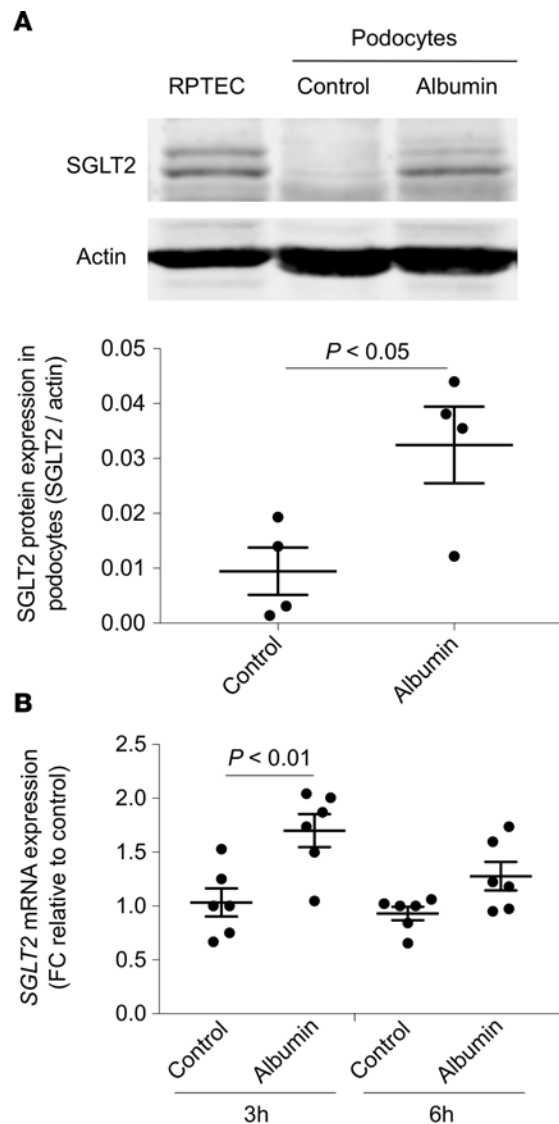 A
Podocytes
RPTEC Control Albumin
SGLT2
Actin
SGLT2 protein expression in
podocytes (SGLT2 / actin)
0.05
0.04
0.03
0.02
0.01
0.00
P < 0.05
Control
Albumin
B
SGLT2 mRNA expression
(FC relative to control)
2.5
2.0
1.5
1.0
0.5
0.0
P < 0.01
Control
Albumin
Control
Albumin
3h
6h